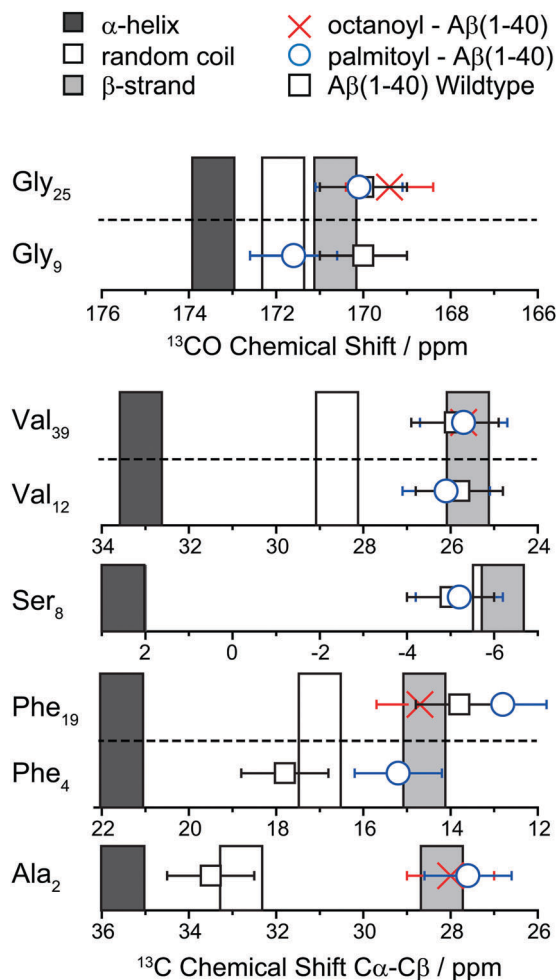 α-helix
random coil
β-strand
octanoyl - Aβ(1-40)
palmitoyl - Aβ(1-40)
Aβ(1-40) Wildtype
Gly₂₅
Gly₉
176 174 172 170 168 166
¹³CO Chemical Shift / ppm
Val₃₉
Val₁₂
34 32 30 28 26 24
Ser₈
2 0 -2 -4 -6
Phe₁₉
Phe₄
22 20 18 16 14 12
Ala₂
36 34 32 30 28 26
¹³C Chemical Shift Cα-Cβ / ppm